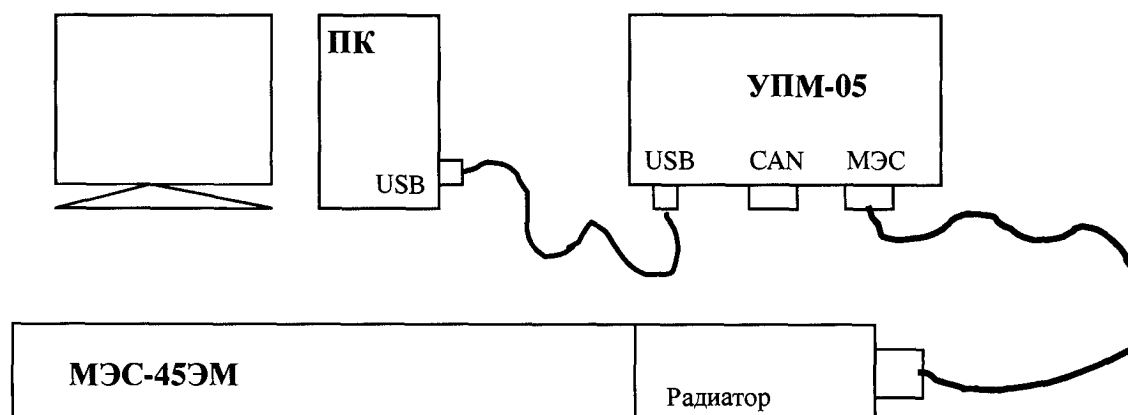 ПК
УПМ-05
USB
USB CAN МЭС
МЭС-45ЭМ
Радиатор